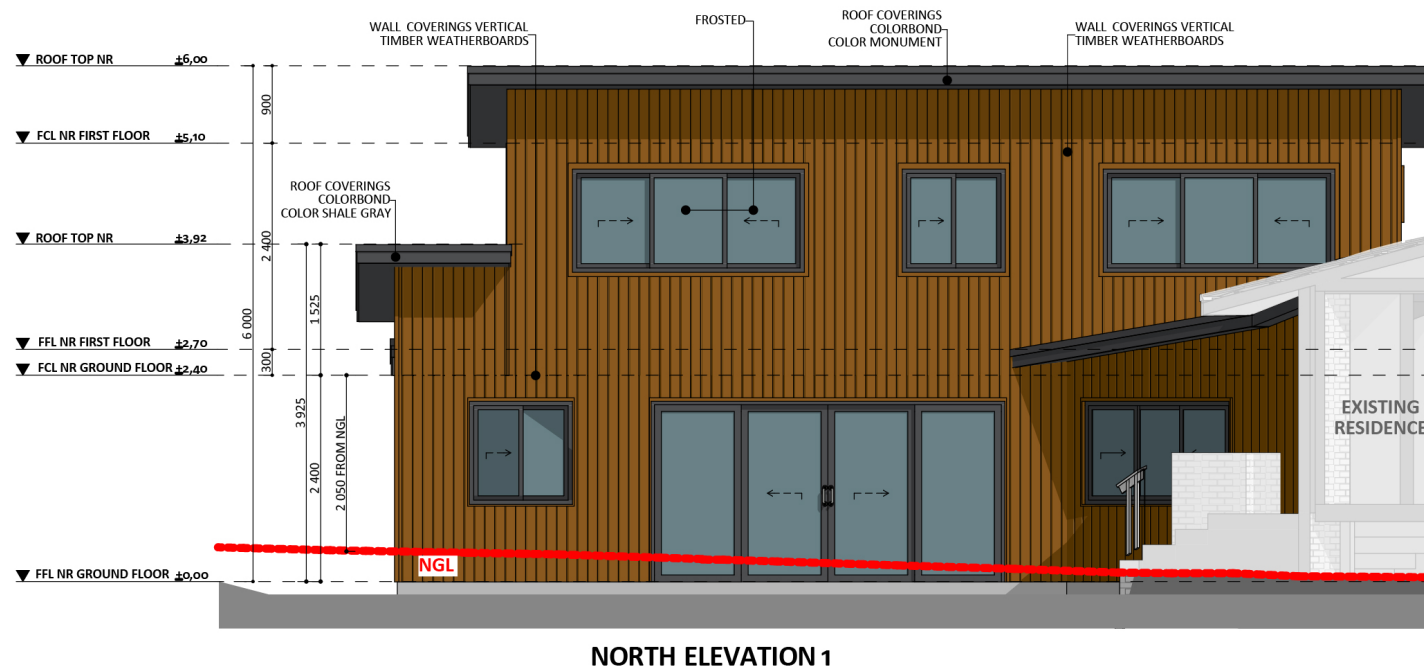 WALL COVERINGS VERTICAL
TIMBER WEATHERBOARDS
FROSTED
ROOF COVERINGS
COLORBOND
COLOR MONUMENT
WALL COVERINGS VERTICAL
TIMBER WEATHERBOARDS
ROOF TOP NR ±6,00
900
FCL NR FIRST FLOOR ±5,10
ROOF COVERINGS
COLORBOND
COLOR SHALE GRAY
ROOF TOP NR ±3,92
2 400
1 525
6 000
FFL NR FIRST FLOOR ±2,70
300
FCL NR GROUND FLOOR ±2,40
3 925
2 400
2 050 FROM NGL
EXISTING
RESIDENCE
NGL
FFL NR GROUND FLOOR ±0,00
NORTH ELEVATION 1